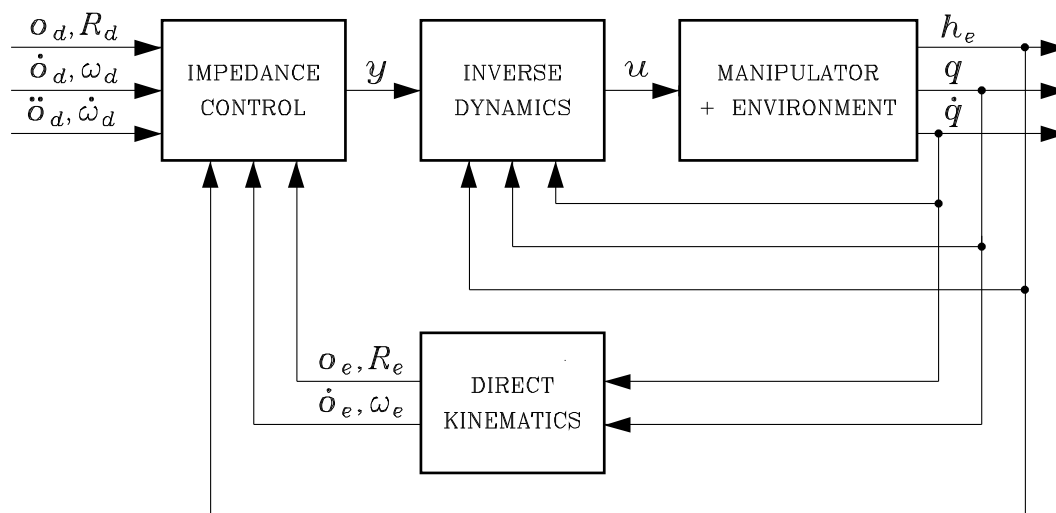 o_d, R_d
ȯ_d, ω_d
ö_d, ω̇_d
IMPEDANCE
CONTROL
y
INVERSE
DYNAMICS
u
MANIPULATOR
+ ENVIRONMENT
h_e
q
q̇
o_e, R_e
ȯ_e, ω_e
DIRECT
KINEMATICS